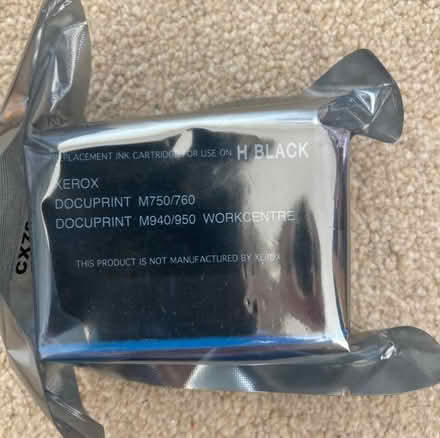 REPLACEMENT INK CARTRIDGE FOR USE ON H BLACK
XEROX
DOCUPRINT M750/760
DOCUPRINT M940/950 WORKCENTRE
THIS PRODUCT IS NOT MANUFACTURED BY XEROX